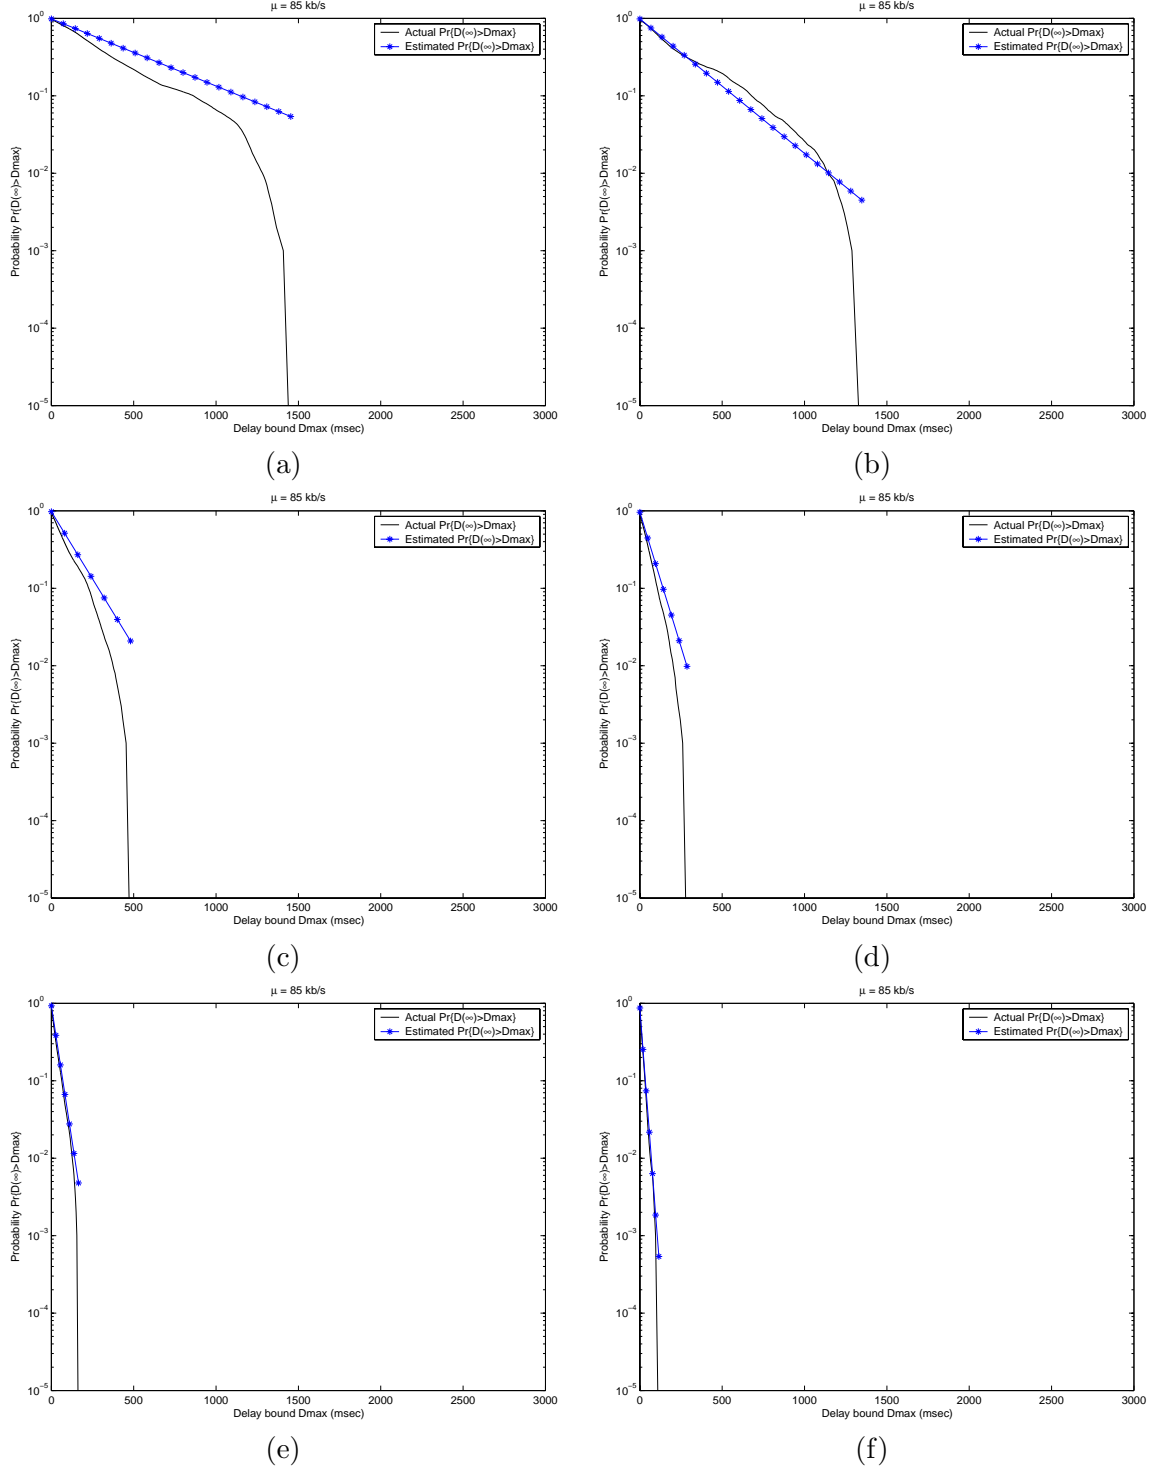 μ = 85 kb/s
μ = 85 kb/s
Actual Pr{D(∞)>Dmax}
Estimated Pr{D(∞)>Dmax}
Actual Pr{D(∞)>Dmax}
Estimated Pr{D(∞)>Dmax}
Probability Pr{D(∞)>Dmax}
10^0
10^−1
10^−2
10^−3
10^−4
10^−5
0 500 1000 1500 2000 2500 3000
Delay bound Dmax (msec)
Probability Pr{D(∞)>Dmax}
10^0
10^−1
10^−2
10^−3
10^−4
10^−5
0 500 1000 1500 2000 2500 3000
Delay bound Dmax (msec)
(a)
(b)
μ = 85 kb/s
μ = 85 kb/s
Actual Pr{D(∞)>Dmax}
Estimated Pr{D(∞)>Dmax}
Actual Pr{D(∞)>Dmax}
Estimated Pr{D(∞)>Dmax}
Probability Pr{D(∞)>Dmax}
10^0
10^−1
10^−2
10^−3
10^−4
10^−5
0 500 1000 1500 2000 2500 3000
Delay bound Dmax (msec)
Probability Pr{D(∞)>Dmax}
10^0
10^−1
10^−2
10^−3
10^−4
10^−5
0 500 1000 1500 2000 2500 3000
Delay bound Dmax (msec)
(c)
(d)
μ = 85 kb/s
μ = 85 kb/s
Actual Pr{D(∞)>Dmax}
Estimated Pr{D(∞)>Dmax}
Actual Pr{D(∞)>Dmax}
Estimated Pr{D(∞)>Dmax}
Probability Pr{D(∞)>Dmax}
10^0
10^−1
10^−2
10^−3
10^−4
10^−5
0 500 1000 1500 2000 2500 3000
Delay bound Dmax (msec)
Probability Pr{D(∞)>Dmax}
10^0
10^−1
10^−2
10^−3
10^−4
10^−5
0 500 1000 1500 2000 2500 3000
Delay bound Dmax (msec)
(e)
(f)